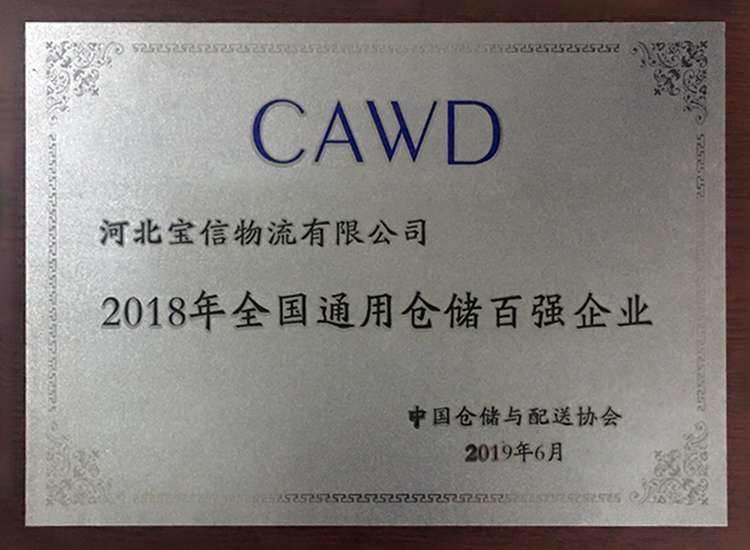 CAWD
河北宝信物流有限公司
2018年全国通用仓储百强企业
中国仓储与配送协会
2019年6月